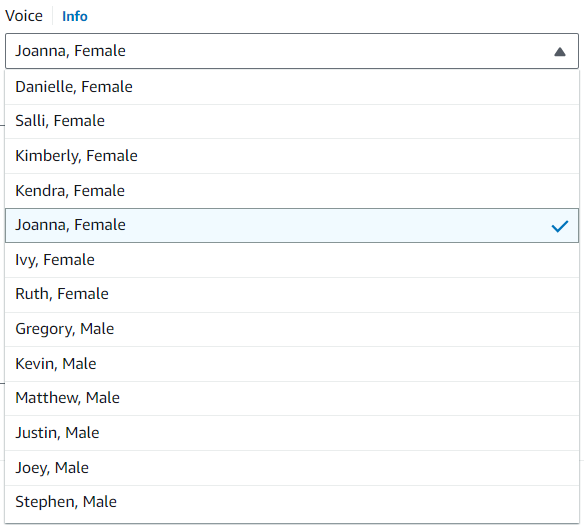 Voice Info
Joanna, Female
Danielle, Female
Salli, Female
Kimberly, Female
Kendra, Female
Joanna, Female
Ivy, Female
Ruth, Female
Gregory, Male
Kevin, Male
Matthew, Male
Justin, Male
Joey, Male
Stephen, Male